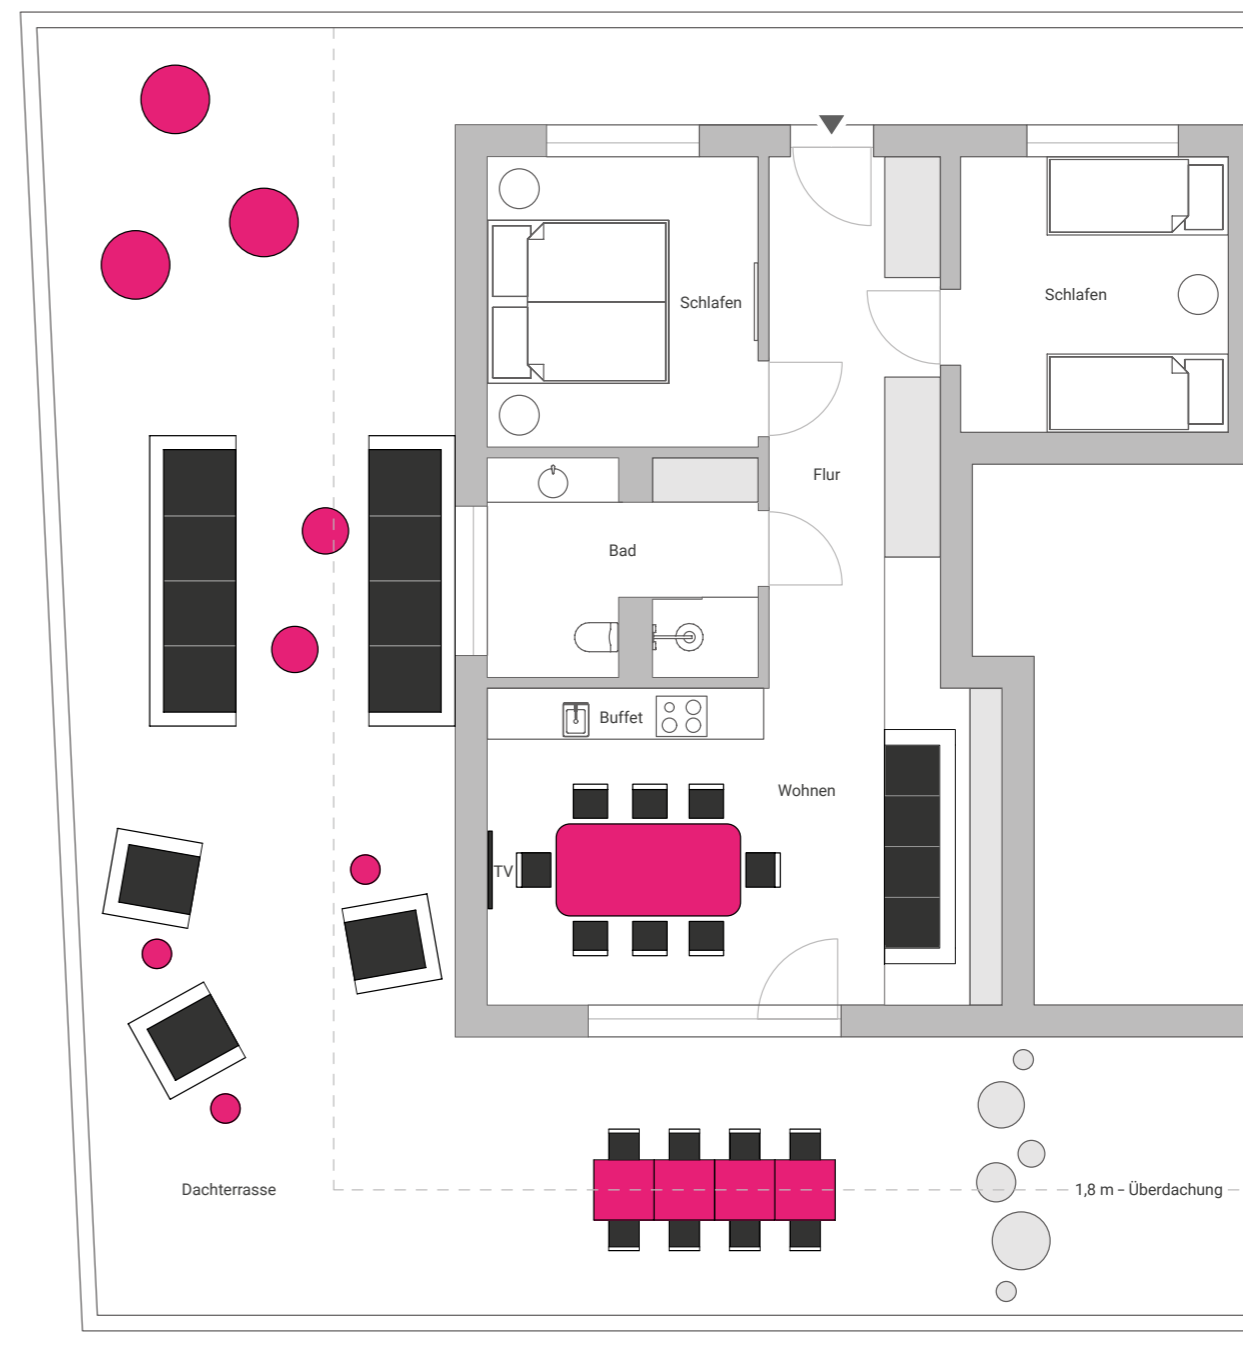 Schlafen
Schlafen
Flur
Bad
Buffet
Wohnen
TV
Dachterrasse
1,8 m – Überdachung